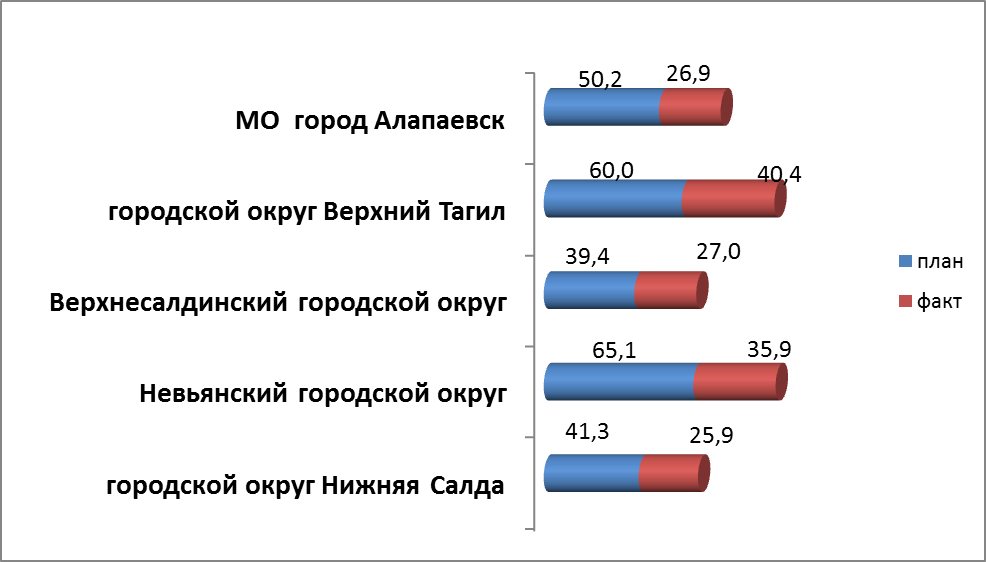 50,2 26,9
МО город Алапаевск
60,0 40,4
городской округ Верхний Тагил
39,4 27,0
Верхнесалдинский городской округ
план
факт
65,1 35,9
Невьянский городской округ
41,3 25,9
городской округ Нижняя Салда